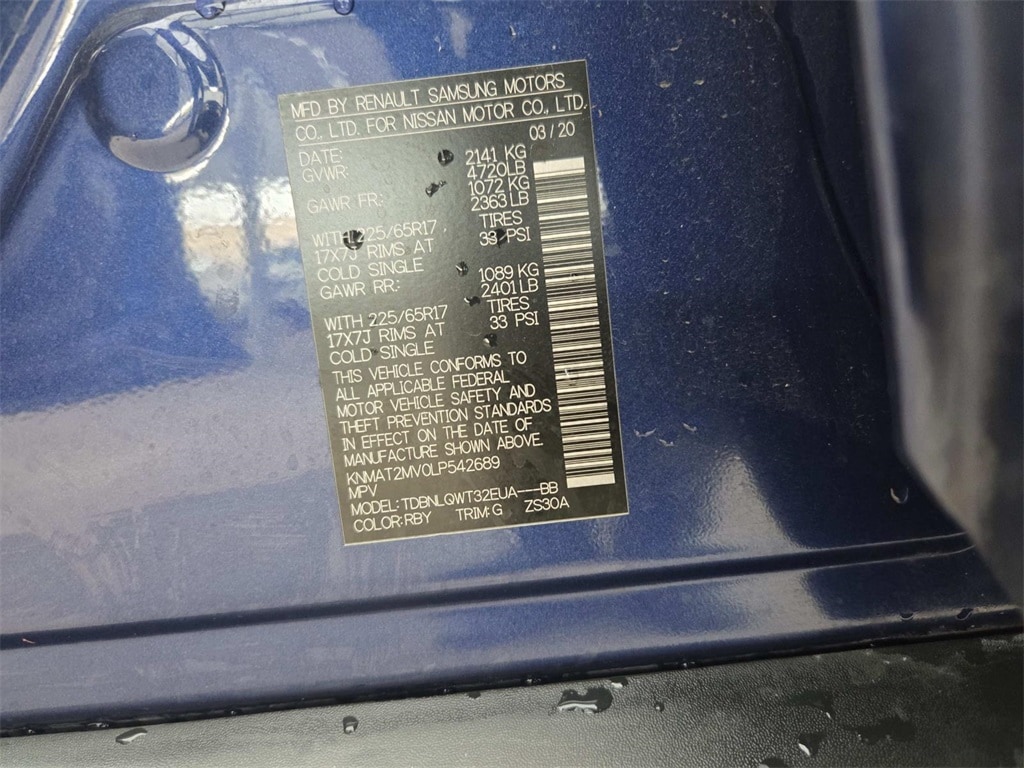 MFD BY RENAULT SAMSUNG MOTORS
CO., LTD. FOR NISSAN MOTOR CO., LTD.
DATE: 03/20
GVWR: 2141 KG
4720LB
GAWR FR: 1072 KG
2363 LB
WITH 225/65R17 TIRES
17X7J RIMS AT 33 PSI
COLD SINGLE
GAWR RR: 1089 KG
2401 LB
WITH 225/65R17 TIRES
17X7J RIMS AT 33 PSI
COLD SINGLE
THIS VEHICLE CONFORMS TO
ALL APPLICABLE FEDERAL
MOTOR VEHICLE SAFETY AND
THEFT PREVENTION STANDARDS
IN EFFECT ON THE DATE OF
MANUFACTURE SHOWN ABOVE.
KNMAT2MV0LP542689
MPV
MODEL:TDBNLQWT32EUA---BB
COLOR:RBY TRIM:G ZS30A